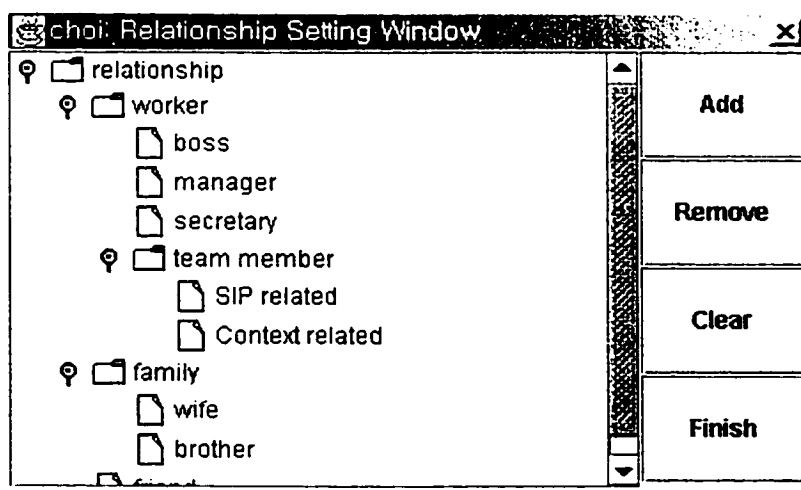 choi: Relationship Setting Window
relationship
worker
boss
manager
secretary
team member
SIP related
Context related
family
wife
brother
friend
Add
Remove
Clear
Finish